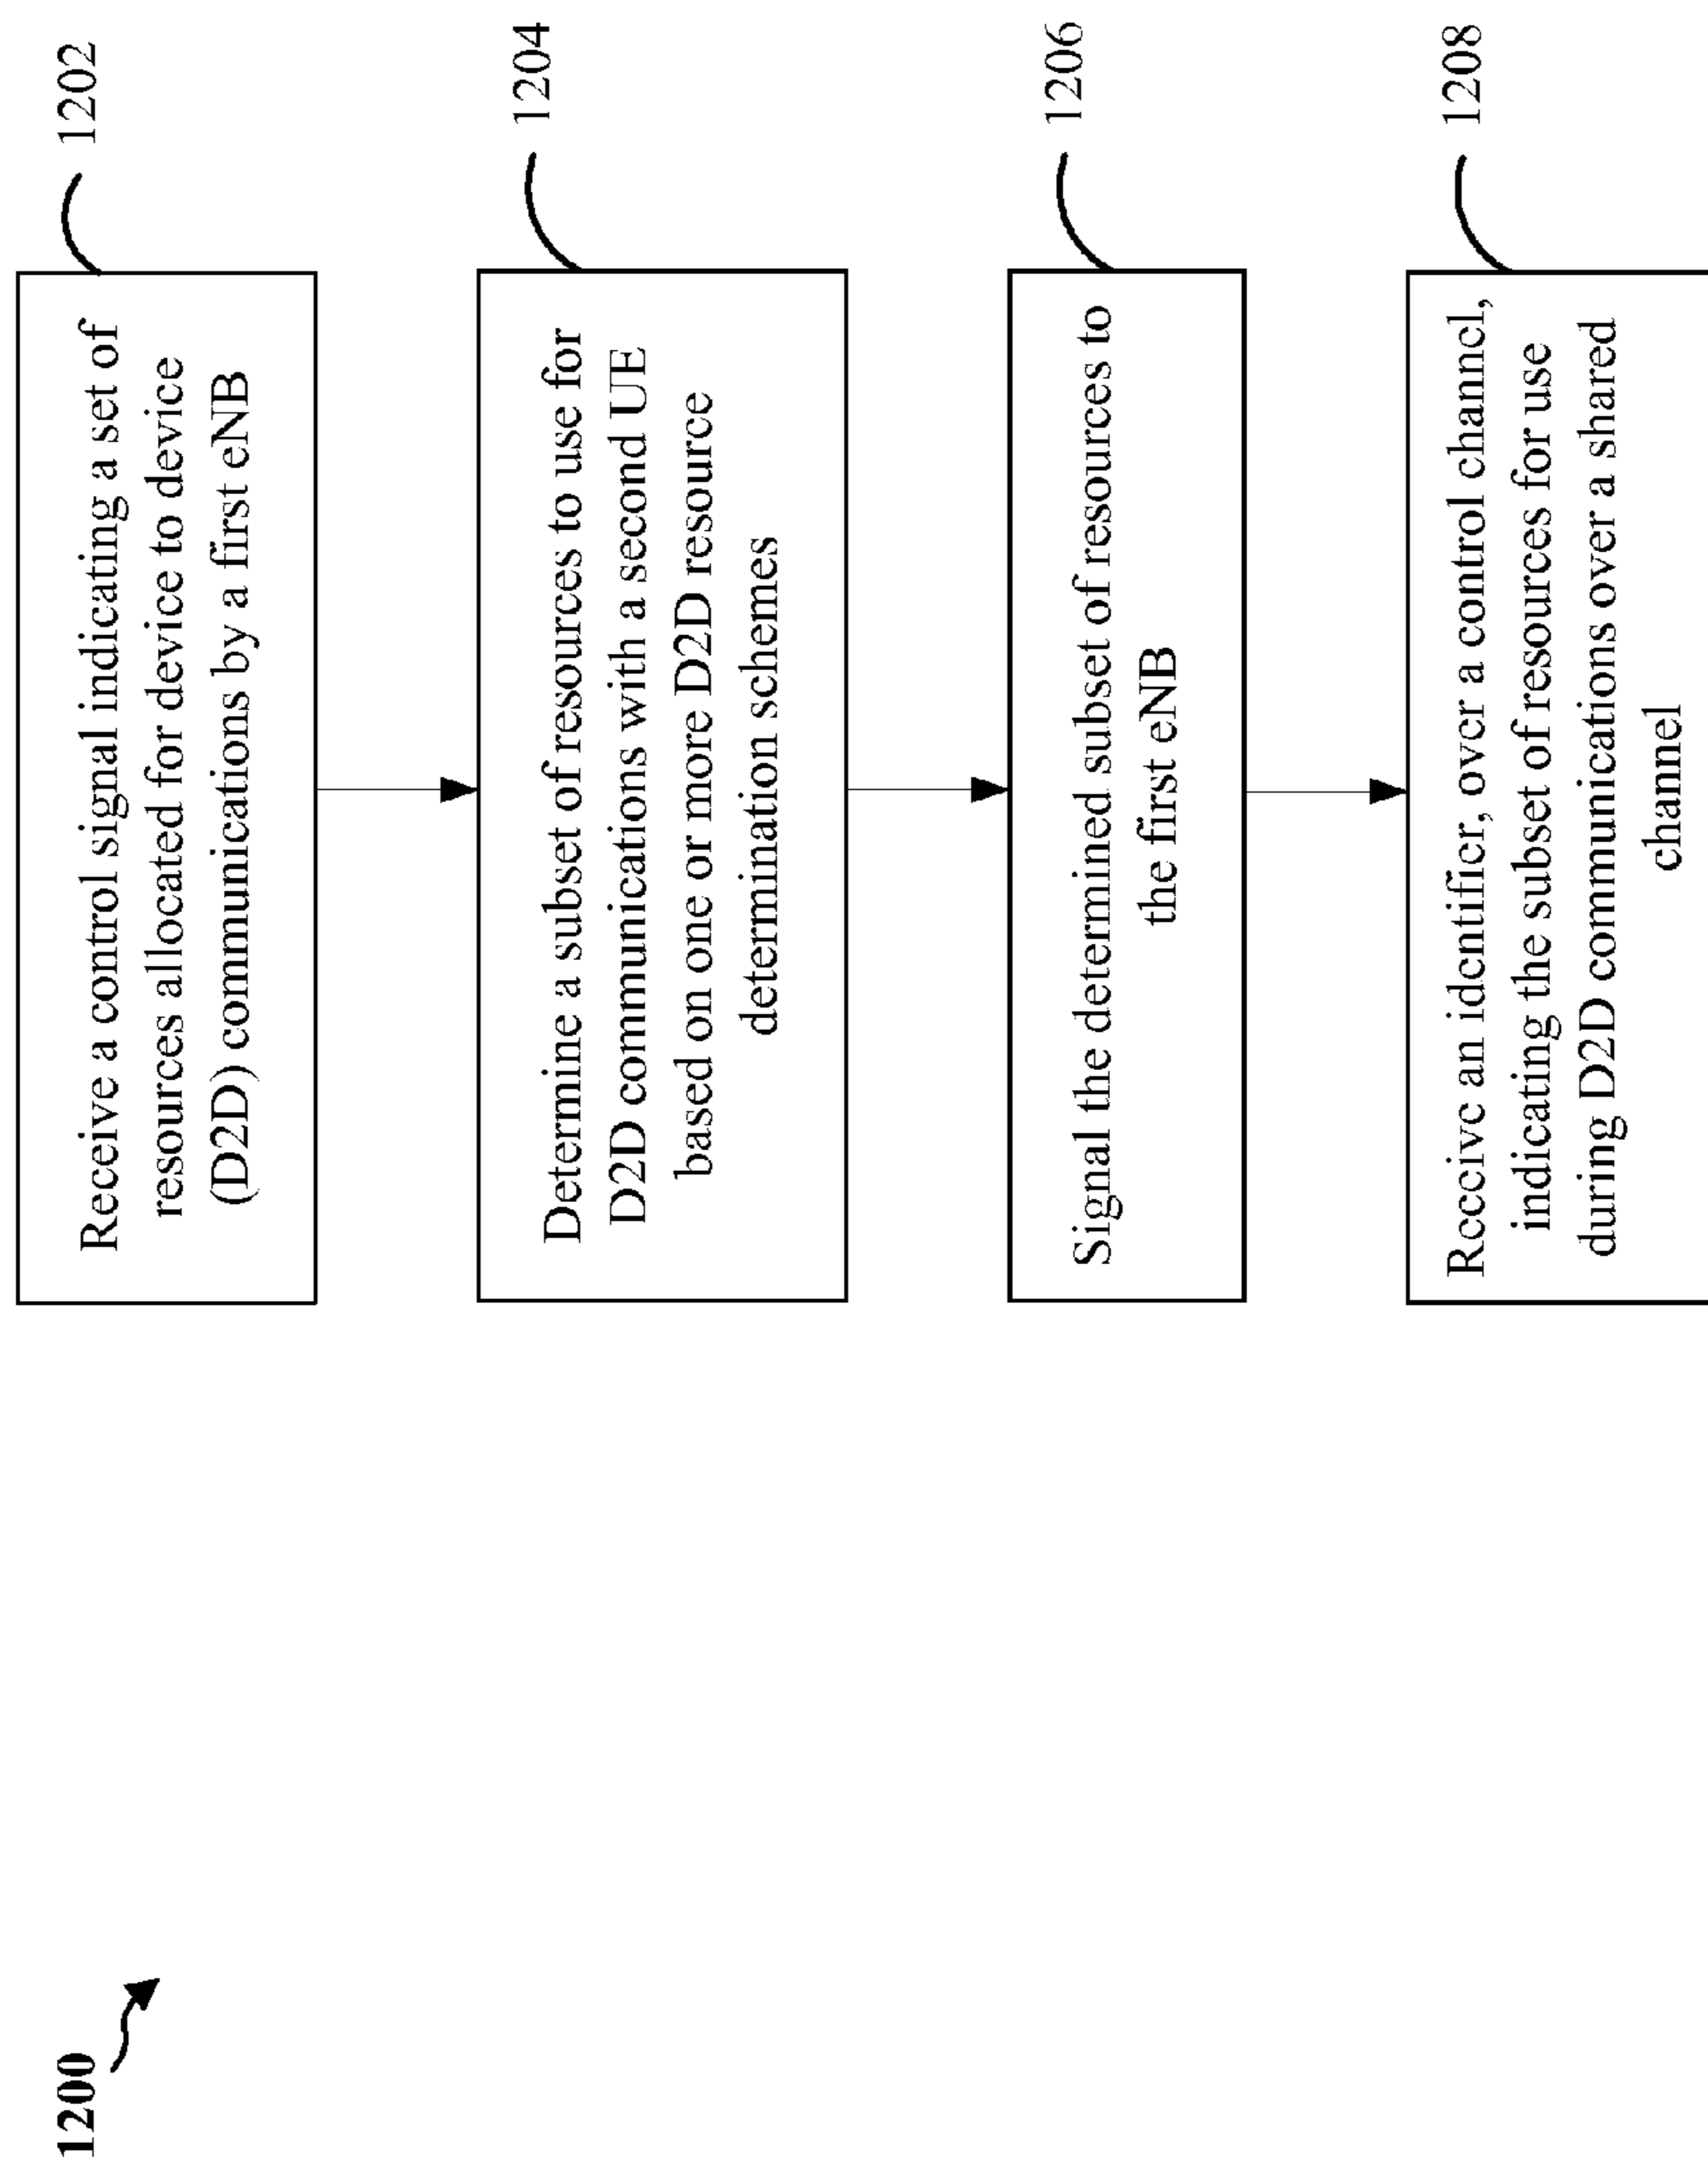 1200
Receive a control signal indicating a set of
resources allocated for device to device
(D2D) communications by a first eNB
1202
Determine a subset of resources to use for
D2D communications with a second UE
based on one or more D2D resource
determination schemes
1204
Signal the determined subset of resources to
the first eNB
1206
Receive an identifier, over a control channel,
indicating the subset of resources for use
during D2D communications over a shared
channel
1208